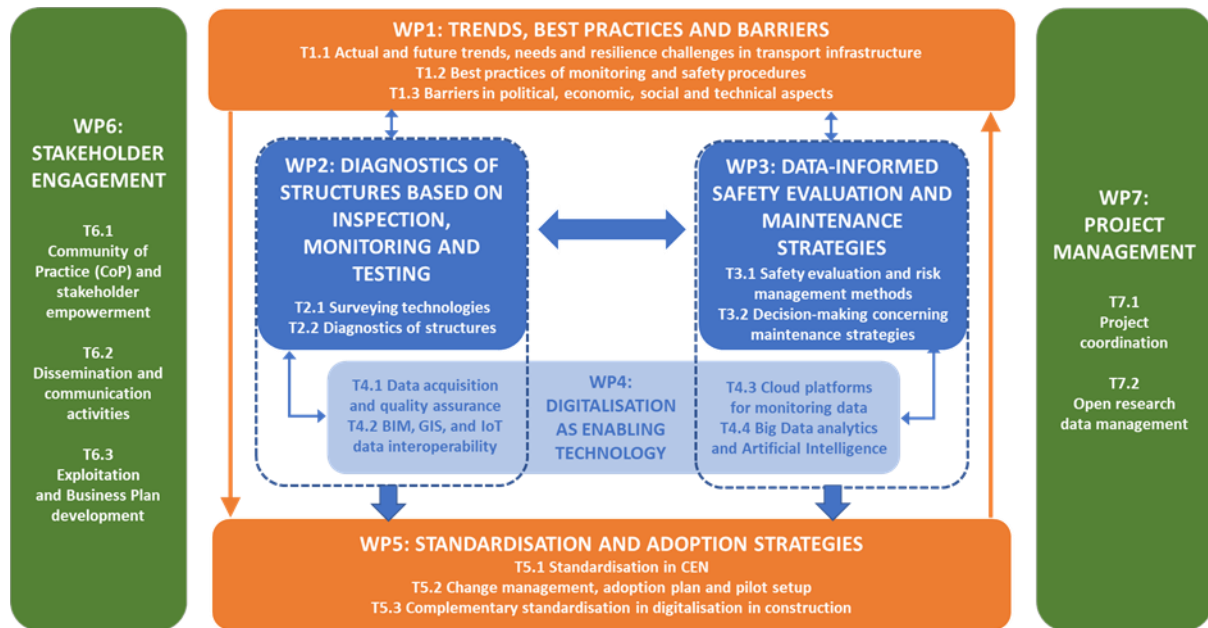 WP1: TRENDS, BEST PRACTICES AND BARRIERS
T1.1 Actual and future trends, needs and resilience challenges in transport infrastructure
T1.2 Best practices of monitoring and safety procedures
T1.3 Barriers in political, economic, social and technical aspects
WP6:
STAKEHOLDER
ENGAGEMENT
T6.1
Community of
Practice (CoP) and
stakeholder
empowerment
T6.2
Dissemination and
communication
activities
T6.3
Exploitation
and Business Plan
development
WP2: DIAGNOSTICS OF
STRUCTURES BASED ON
INSPECTION,
MONITORING AND
TESTING
T2.1 Surveying technologies
T2.2 Diagnostics of structures
WP3: DATA-INFORMED
SAFETY EVALUATION AND
MAINTENANCE
STRATEGIES
T3.1 Safety evaluation and risk
management methods
T3.2 Decision-making concerning
maintenance strategies
T4.1 Data acquisition
and quality assurance
T4.2 BIM, GIS, and IoT
data interoperability
WP4:
DIGITALISATION
AS ENABLING
TECHNOLOGY
T4.3 Cloud platforms
for monitoring data
T4.4 Big Data analytics
and Artificial Intelligence
WP5: STANDARDISATION AND ADOPTION STRATEGIES
T5.1 Standardisation in CEN
T5.2 Change management, adoption plan and pilot setup
T5.3 Complementary standardisation in digitalisation in construction
WP7:
PROJECT
MANAGEMENT
T7.1
Project
coordination
T7.2
Open research
data management